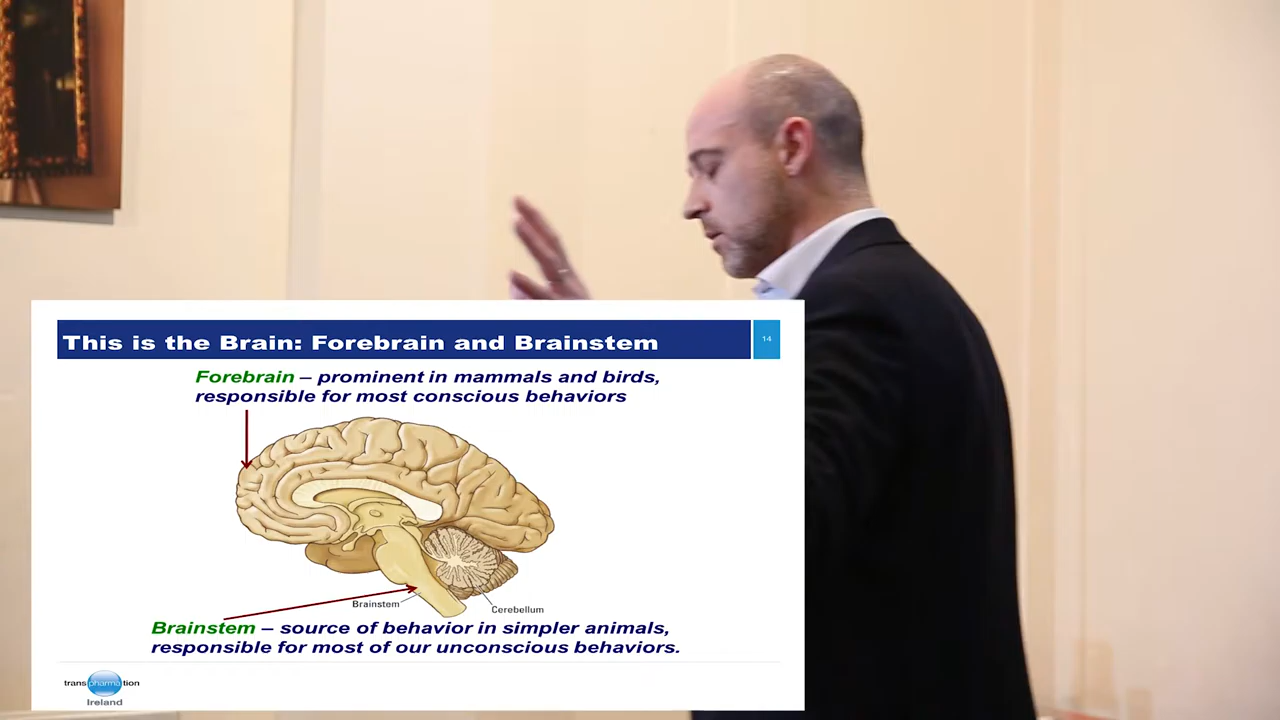 This is the Brain: Forebrain and Brainstem
14
Forebrain – prominent in mammals and birds,
responsible for most conscious behaviors
Brainstem
Cerebellum
Brainstem – source of behavior in simpler animals,
responsible for most of our unconscious behaviors.
transpharmation
Ireland